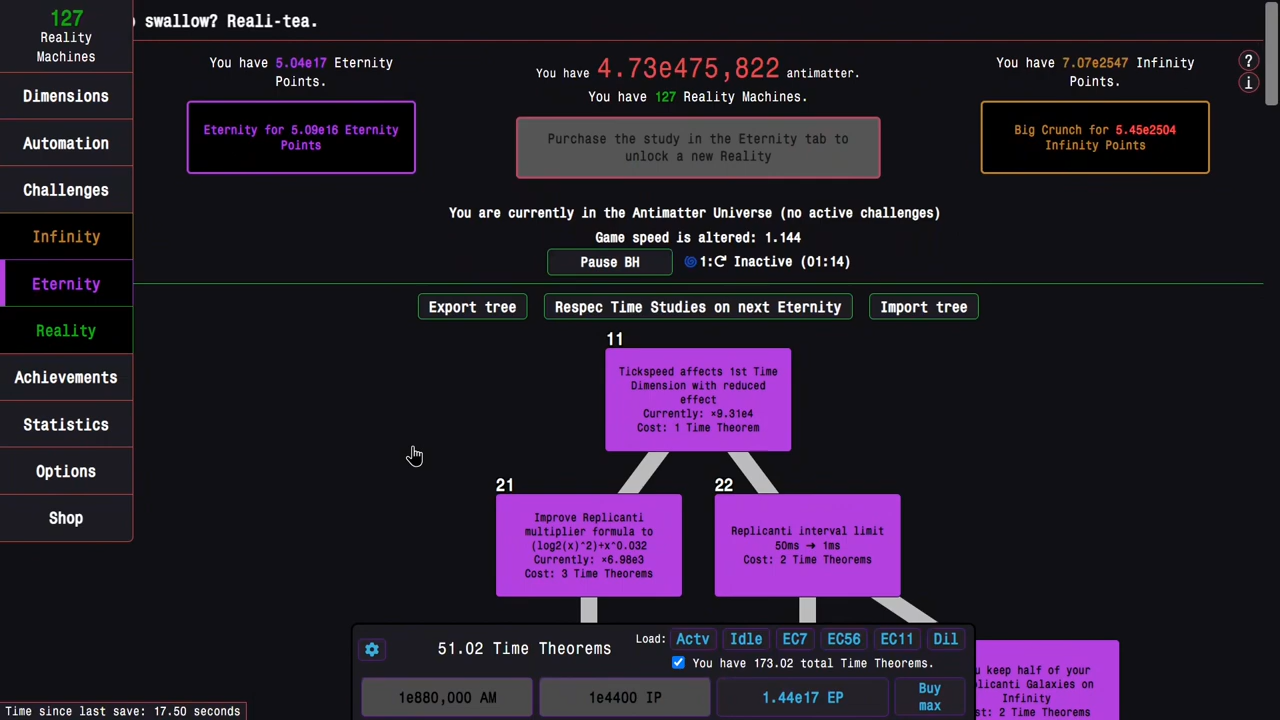 127
Reality
Machines
Dimensions
Automation
Challenges
Infinity
Eternity
Reality
Achievements
Statistics
Options
Shop
swallow? Reali-tea.
You have 5.04e17 Eternity
Points.
Eternity for 5.09e16 Eternity
Points
You have 4.73e475,822 antimatter.
You have 127 Reality Machines.
Purchase the study in the Eternity tab to
unlock a new Reality
You have 7.07e2547 Infinity
Points.
Big Crunch for 5.45e2504
Infinity Points
?
i
You are currently in the Antimatter Universe (no active challenges)
Game speed is altered: 1.144
Pause BH
1: Inactive (01:14)
Export tree
Respec Time Studies on next Eternity
Import tree
11
Tickspeed affects 1st Time
Dimension with reduced
effect
Currently: ×9.31e4
Cost: 1 Time Theorem
21
Improve Replicanti
multiplier formula to
(log2(x)^2)+x^0.032
Currently: ×6.98e3
Cost: 3 Time Theorems
22
Replicanti interval limit
50ms → 1ms
Cost: 2 Time Theorems
keep half of your
Galaxies on
Infinity
Cost: 2 Time Theorems
51.02 Time Theorems
Load: Actv Idle EC7 EC56 EC11 Dil
You have 173.02 total Time Theorems.
1e880,000 AM
1e4400 IP
1.44e17 EP
Buy
max
Time since last save: 17.50 seconds